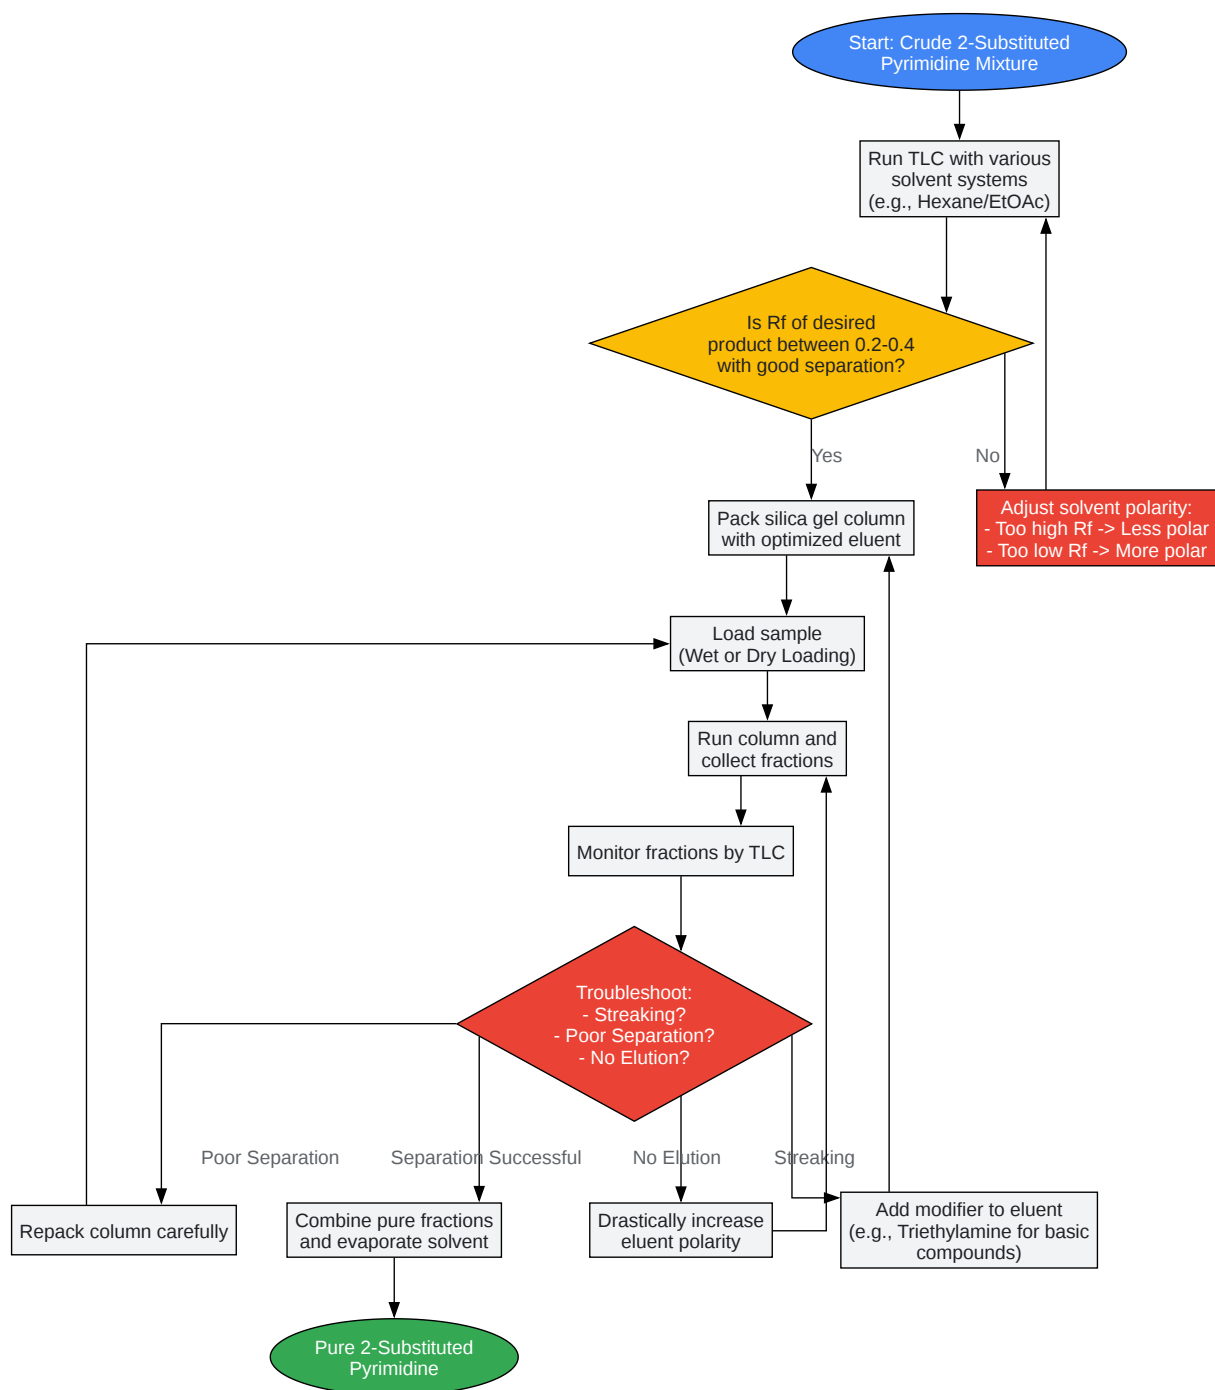 Start: Crude 2-Substituted
Pyrimidine Mixture
Run TLC with various
solvent systems
(e.g., Hexane/EtOAc)
Is Rf of desired
product between 0.2-0.4
with good separation?
Yes
No
Adjust solvent polarity:
- Too high Rf -> Less polar
- Too low Rf -> More polar
Pack silica gel column
with optimized eluent
Load sample
(Wet or Dry Loading)
Run column and
collect fractions
Monitor fractions by TLC
Troubleshoot:
- Streaking?
- Poor Separation?
- No Elution?
Poor Separation
Separation Successful
No Elution
Streaking
Repack column carefully
Combine pure fractions
and evaporate solvent
Drastically increase
eluent polarity
Add modifier to eluent
(e.g., Triethylamine for basic
compounds)
Pure 2-Substituted
Pyrimidine